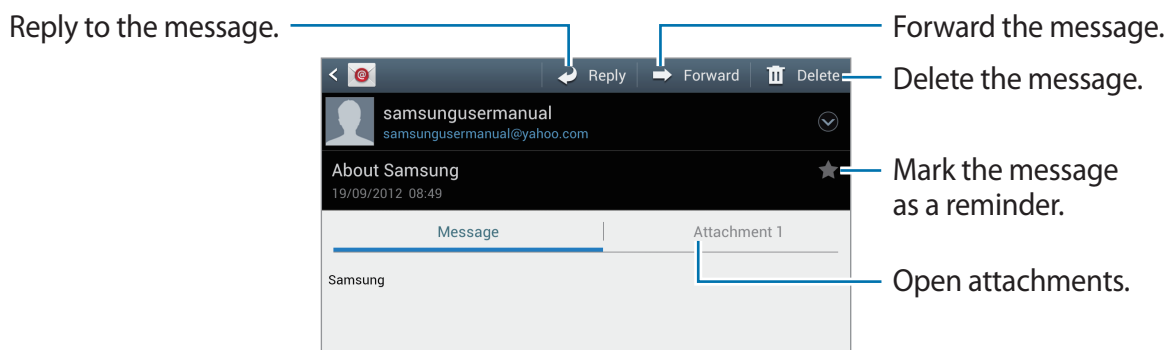 Reply to the message.
Forward the message.
Reply
Forward
Delete
Delete the message.
samsungusermanual
samsungusermanual@yahoo.com
About Samsung
19/09/2012 08:49
Mark the message
as a reminder.
Message
Attachment 1
Samsung
Open attachments.